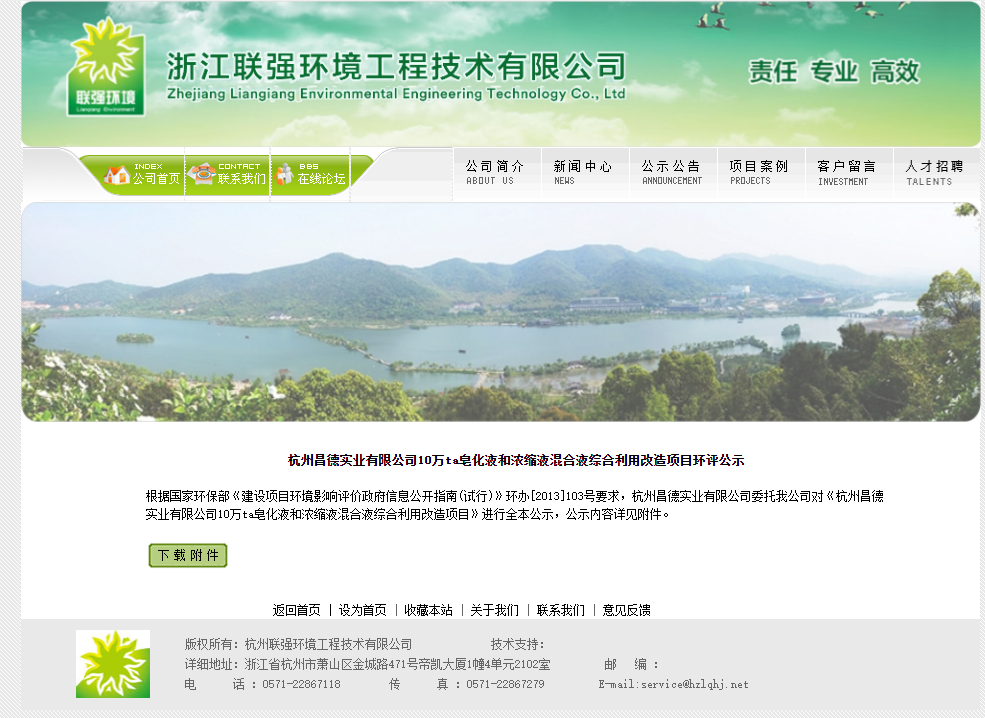 浙江联强环境工程技术有限公司
Zhejiang Liangiang Environmental Engineering Technology Co., Ltd
责任 专业 高效
联强环境
Lianqiang Environment
INDEX
公司首页
CONTACT
联系我们
BBS
在线论坛
公司简介
ABOUT US
新闻中心
NEWS
公示公告
ANNOUNCEMENT
项目案例
PROJECTS
客户留言
INVESTMENT
人才招聘
TALENTS
杭州昌德实业有限公司10万ta皂化液和浓缩液混合液综合利用改造项目环评公示
根据国家环保部《建设项目环境影响评价政府信息公开指南(试行)》环办[2013]103号要求，杭州昌德实业有限公司委托我公司对《杭州昌德
实业有限公司10万ta皂化液和浓缩液混合液综合利用改造项目》进行全本公示，公示内容详见附件。
下载附件
返回首页 | 设为首页 | 收藏本站 | 关于我们 | 联系我们 | 意见反馈
版权所有：杭州联强环境工程技术有限公司 技术支持：
详细地址：浙江省杭州市萧山区金城路471号帝凯大厦1幢4单元2102室 邮 编 ：
电 话 ：0571-22867118 传 真 ：0571-22867279 E-mail:service@hzlqhj.net